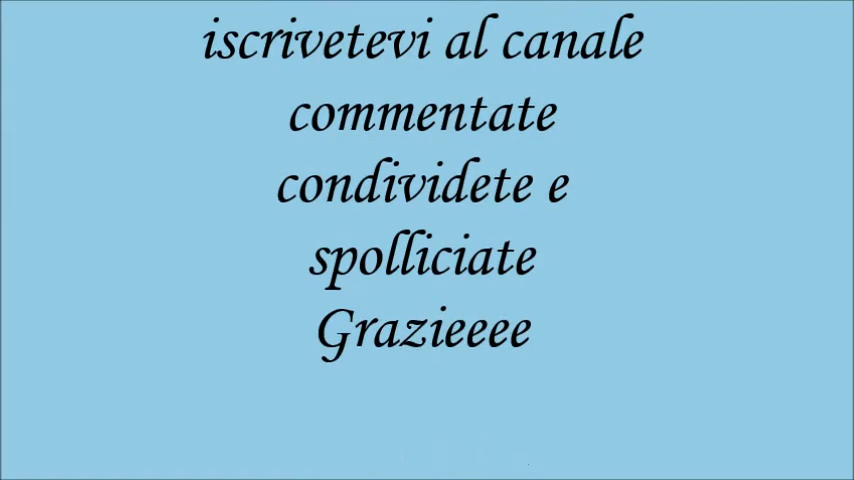 iscrivetevi al canale
commentate
condividete e
spolliciate
Grazieeee